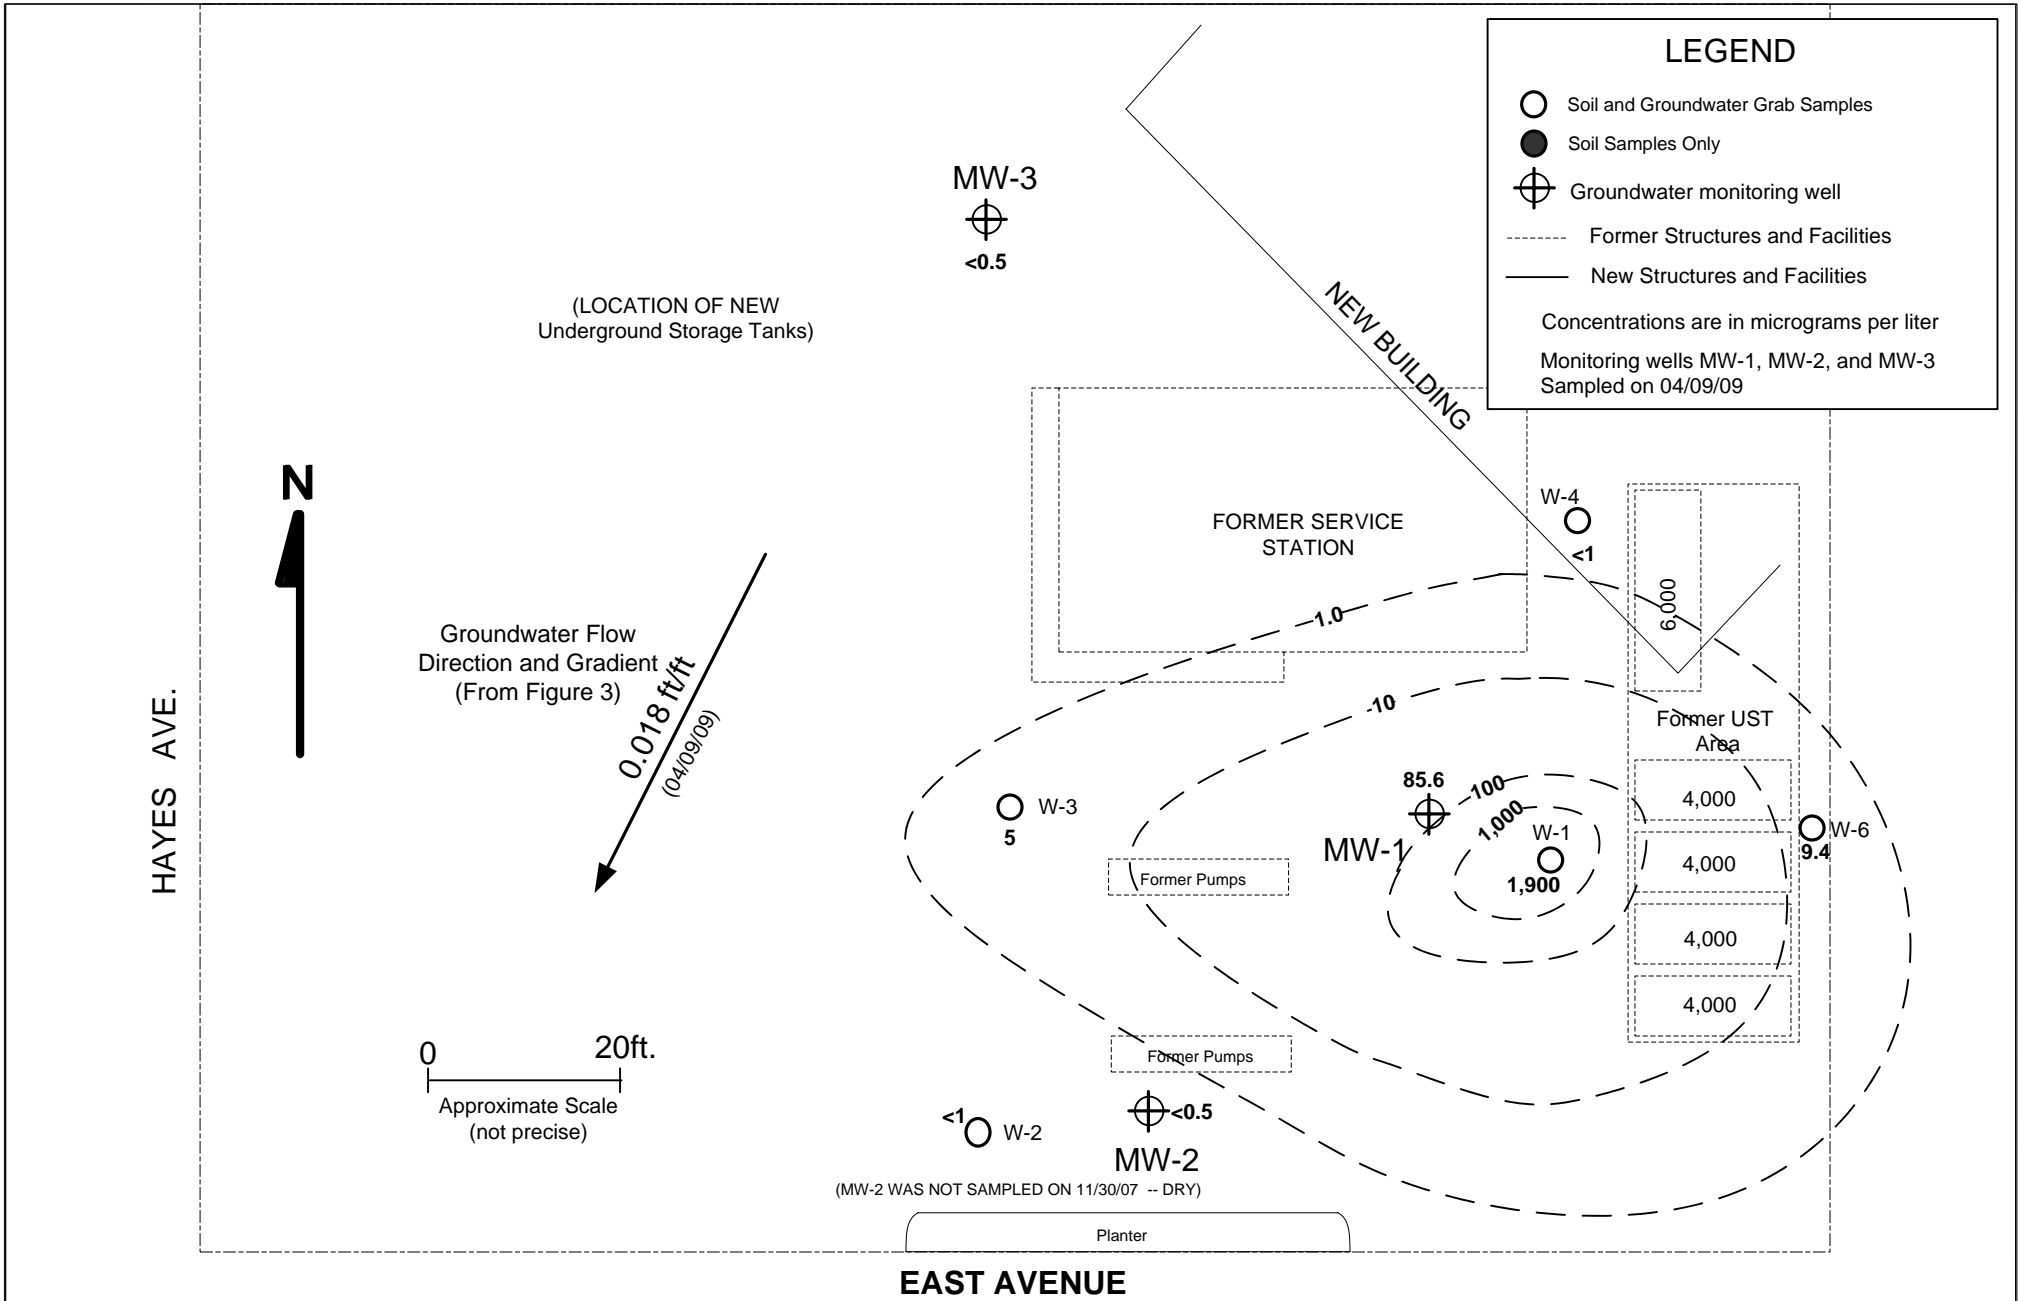 LEGEND
Soil and Groundwater Grab Samples
Soil Samples Only
Groundwater monitoring well
Former Structures and Facilities
New Structures and Facilities
Concentrations are in micrograms per liter
Monitoring wells MW-1, MW-2, and MW-3
Sampled on 04/09/09
MW-3
<0.5
(LOCATION OF NEW
Underground Storage Tanks)
NEW BUILDING
N
FORMER SERVICE
STATION
W-4
<1
6,000
1.0
Groundwater Flow
Direction and Gradient
(From Figure 3)
0.018 ft/ft
(04/09/09)
HAYES AVE.
10
Former UST
Area
4,000
4,000
4,000
4,000
W-3
5
85.6
MW-1
100
1,000
W-1
1,900
W-6
9.4
Former Pumps
Former Pumps
0 20ft.
Approximate Scale
(not precise)
<1
W-2
<0.5
MW-2
(MW-2 WAS NOT SAMPLED ON 11/30/07 -- DRY)
Planter
EAST AVENUE